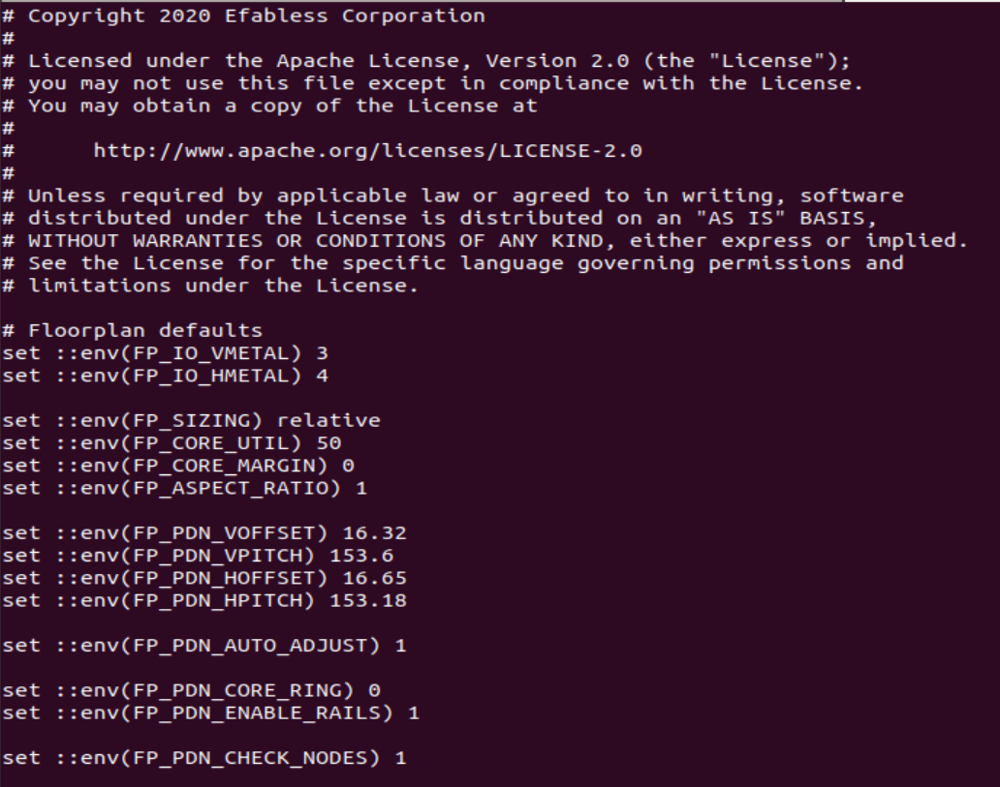 # Copyright 2020 Efabless Corporation
#
# Licensed under the Apache License, Version 2.0 (the "License");
# you may not use this file except in compliance with the License.
# You may obtain a copy of the License at
#
#      http://www.apache.org/licenses/LICENSE-2.0
#
# Unless required by applicable law or agreed to in writing, software
# distributed under the License is distributed on an "AS IS" BASIS,
# WITHOUT WARRANTIES OR CONDITIONS OF ANY KIND, either express or implied.
# See the License for the specific language governing permissions and
# limitations under the License.

# Floorplan defaults
set ::env(FP_IO_VMETAL) 3
set ::env(FP_IO_HMETAL) 4

set ::env(FP_SIZING) relative
set ::env(FP_CORE_UTIL) 50
set ::env(FP_CORE_MARGIN) 0
set ::env(FP_ASPECT_RATIO) 1

set ::env(FP_PDN_VOFFSET) 16.32
set ::env(FP_PDN_VPITCH) 153.6
set ::env(FP_PDN_HOFFSET) 16.65
set ::env(FP_PDN_HPITCH) 153.18

set ::env(FP_PDN_AUTO_ADJUST) 1

set ::env(FP_PDN_CORE_RING) 0
set ::env(FP_PDN_ENABLE_RAILS) 1

set ::env(FP_PDN_CHECK_NODES) 1